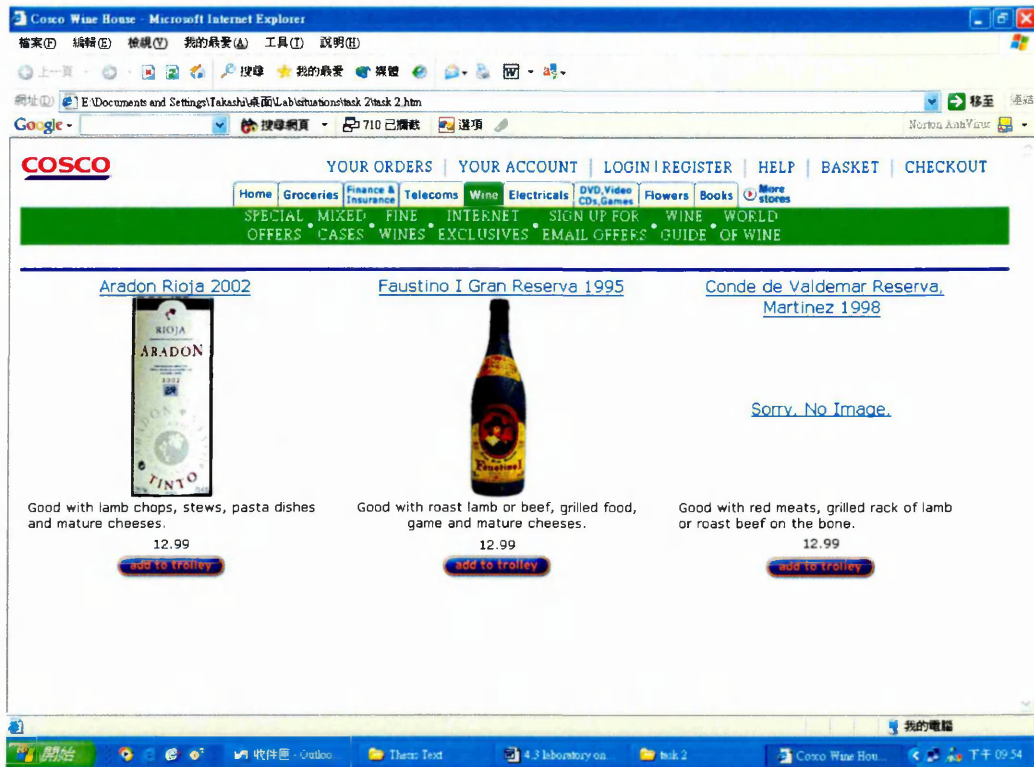 Cosco Wine House - Microsoft Internet Explorer
檔案(F) 編輯(E) 檢視(V) 我的最愛(A) 工具(T) 說明(H)
上一頁 搜尋 我的最愛 媒體
網址(D) E:\Documents and Settings\Takashi\桌面\Lab\situations\task 2\task 2.htm 移至 連結
Google 搜尋網頁 710 已攔截 選項 Norton AntiVirus
COSCO YOUR ORDERS | YOUR ACCOUNT | LOGIN I REGISTER | HELP | BASKET | CHECKOUT
Home Groceries Finance & Insurance Telecoms Wine Electricals DVD,Video CDs,Games Flowers Books More stores
SPECIAL MIXED FINE INTERNET SIGN UP FOR WINE WORLD
OFFERS CASES WINES EXCLUSIVES EMAIL OFFERS GUIDE OF WINE
Aradon Rioja 2002
RIOJA
ARADON
2002
TINTO
Good with lamb chops, stews, pasta dishes
and mature cheeses.
12.99
add to trolley
Faustino I Gran Reserva 1995
Faustino I
Good with roast lamb or beef, grilled food,
game and mature cheeses.
12.99
add to trolley
Conde de Valdemar Reserva,
Martinez 1998
Sorry, No Image.
Good with red meats, grilled rack of lamb
or roast beef on the bone.
12.99
add to trolley
我的電腦
開始 收件匣 - Outloo... Thesis Text 4.3 laboratory on... task 2 Cosco Wine Hou... 下午 09:54